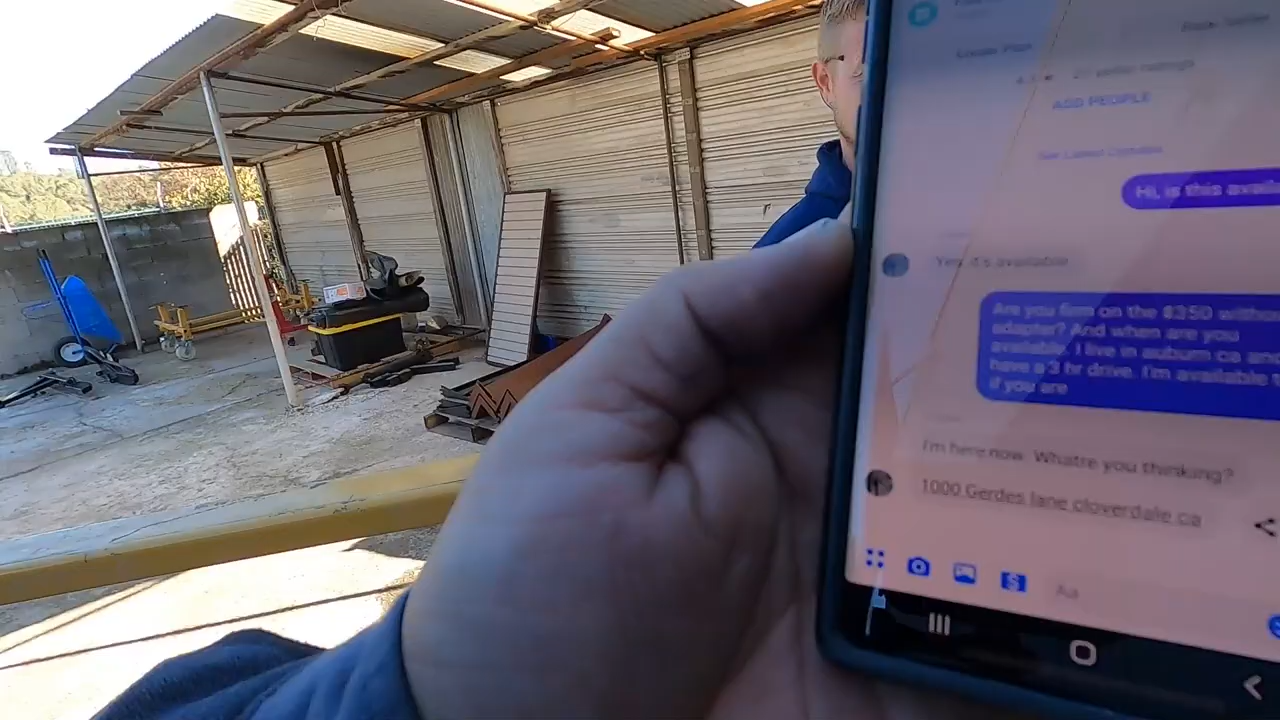 ADD PEOPLE
Hi, is this avail
Yes it's available
Are you firm on the $350 withou
adapter? And when are you
available. I live in auburn ca and
have a 3 hr drive. I'm available
if you are
I'm here now. Whatre you thinking?
1000 Gerdes lane cloverdale ca
Aa